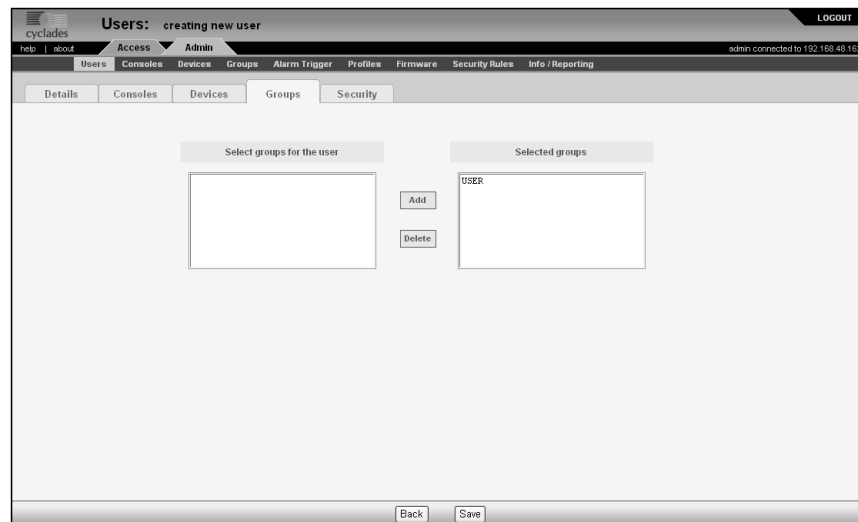 cyclades
Users: creating new user
LOGOUT
help | about
Access
Admin
admin connected to 192.168.48.16
Users Consoles Devices Groups Alarm Trigger Profiles Firmware Security Rules Info / Reporting
Details Consoles Devices Groups Security
Select groups for the user
Selected groups
USER
Add
Delete
Back Save